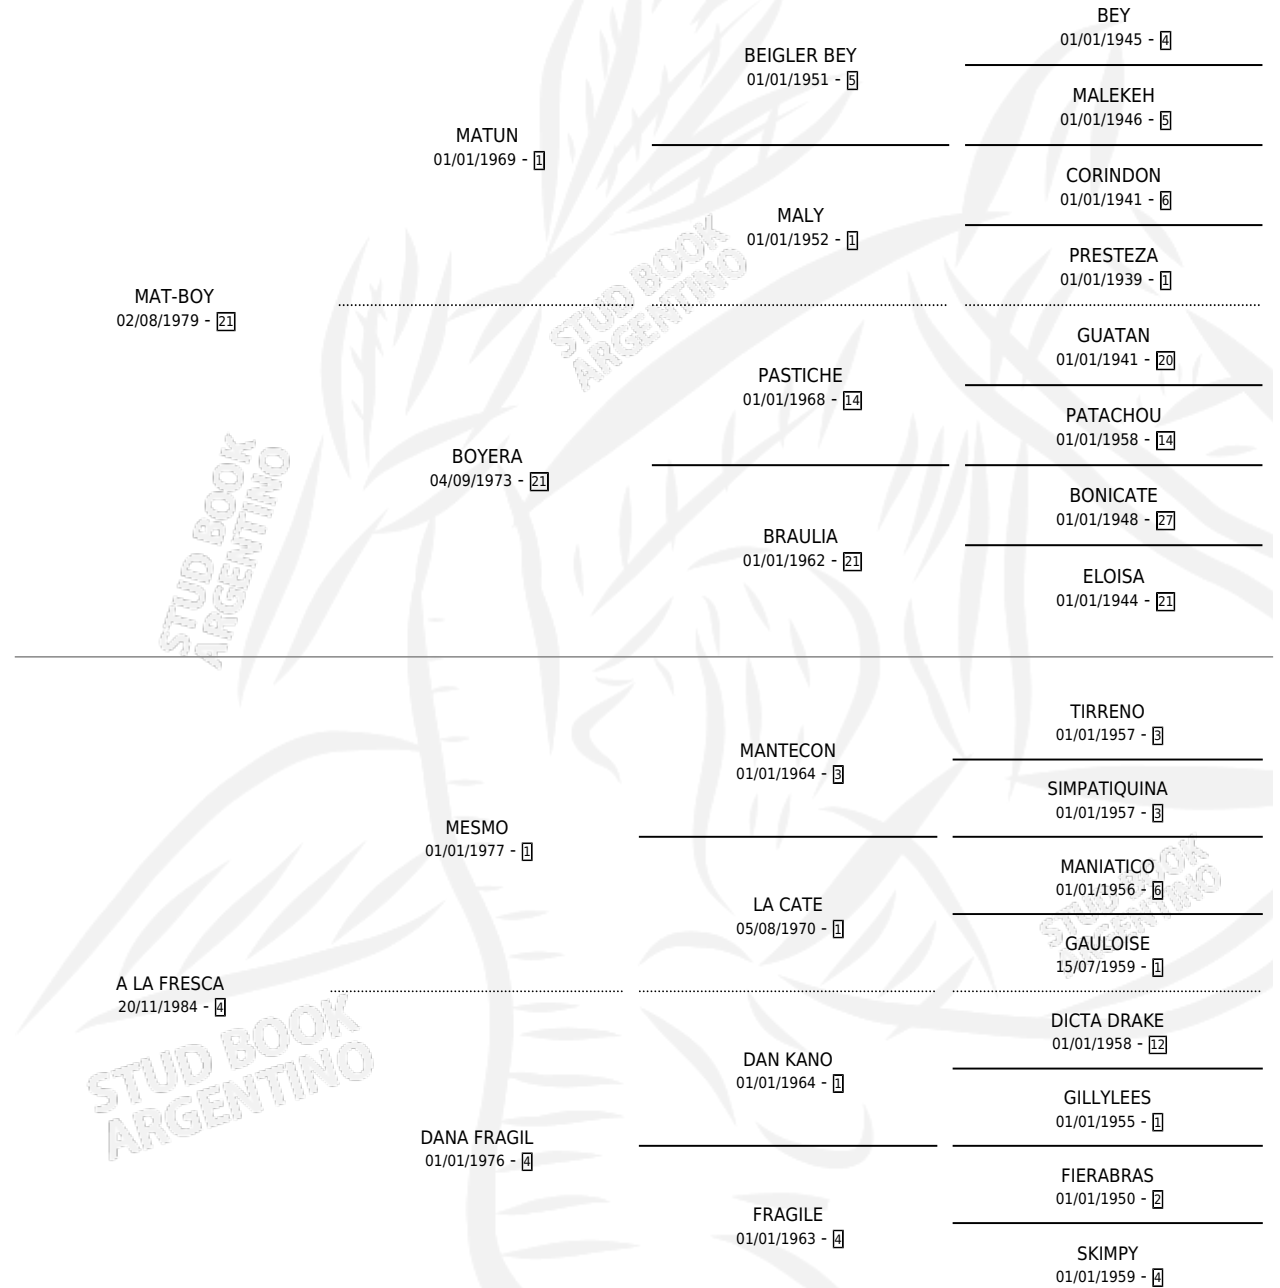 BEY
01/01/1945 - 4
BEIGLER BEY
01/01/1951 - 5
MALEKEH
01/01/1946 - 5
MATUN
01/01/1969 - 1
CORINDON
01/01/1941 - 6
MALY
01/01/1952 - 1
PRESTEZA
01/01/1939 - 1
MAT-BOY
02/08/1979 - 21
GUATAN
01/01/1941 - 20
PASTICHE
01/01/1968 - 14
PATACHOU
01/01/1958 - 14
BOYERA
04/09/1973 - 21
BONICATE
01/01/1948 - 27
BRAULIA
01/01/1962 - 21
ELOISA
01/01/1944 - 21
TIRRENO
01/01/1957 - 3
MANTECON
01/01/1964 - 3
SIMPATIQUINA
01/01/1957 - 3
MESMO
01/01/1977 - 1
MANIATICO
01/01/1956 - 6
LA CATE
05/08/1970 - 1
GAULOISE
15/07/1959 - 1
A LA FRESCA
20/11/1984 - 4
DICTA DRAKE
01/01/1958 - 12
DAN KANO
01/01/1964 - 1
GILLYLEES
01/01/1955 - 1
DANA FRAGIL
01/01/1976 - 4
FIERABRAS
01/01/1950 - 2
FRAGILE
01/01/1963 - 4
SKIMPY
01/01/1959 - 4
STUD BOOK
ARGENTINO
STUD BOOK
ARGENTINO
STUD BOOK
ARGENTINO
STUD BOOK
ARGENTINO